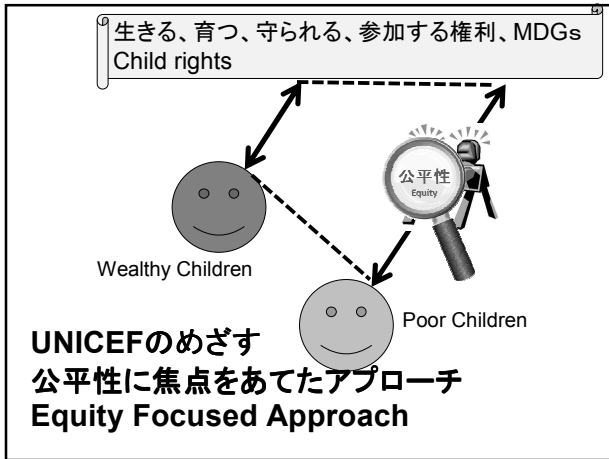 生きる、育つ、守られる、参加する権利、MDGs
Child rights
公平性
Equity
Wealthy Children
Poor Children
UNICEFのめざす
公平性に焦点をあてたアプローチ
Equity Focused Approach